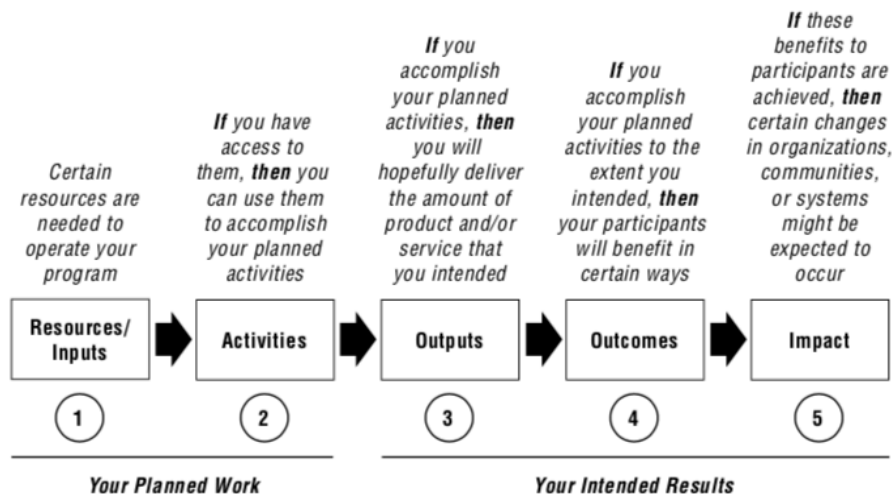 Certain
resources are
needed to
operate your
program
If you have
access to
them, then you
can use them
to accomplish
your planned
activities
If you
accomplish
your planned
activities, then
you will
hopefully deliver
the amount of
product and/or
service that
you intended
If you
accomplish
your planned
activities to the
extent you
intended, then
your participants
will benefit in
certain ways
If these
benefits to
participants are
achieved, then
certain changes
in organizations,
communities,
or systems
might be
expected to
occur
Resources/
Inputs
Activities
Outputs
Outcomes
Impact
1
2
3
4
5
Your Planned Work
Your Intended Results